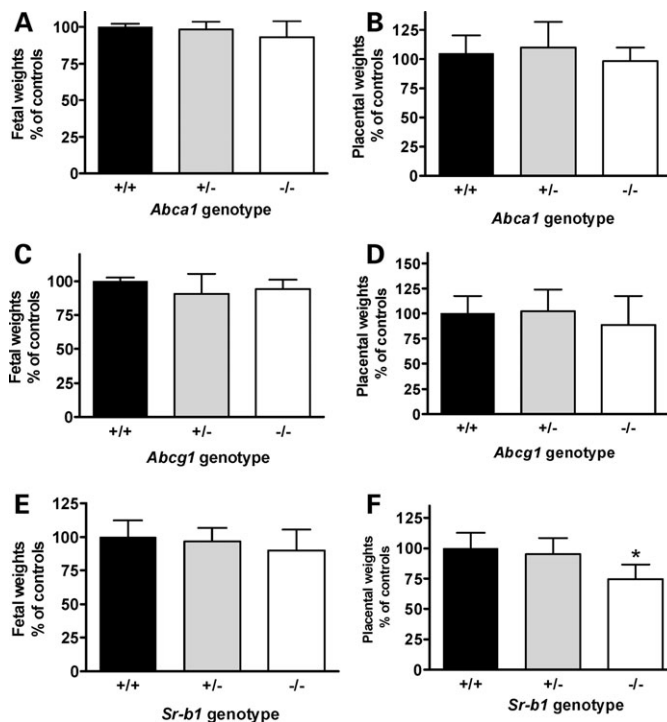 A
Fetal weights
% of controls
100
75
50
25
0
+/+
+/-
-/-
Abca1 genotype
B
Placental weights
% of controls
125
100
75
50
25
0
+/+
+/-
-/-
Abca1 genotype
C
Fetal weights
% of controls
100
75
50
25
0
+/+
+/-
-/-
Abcg1 genotype
D
Placental weights
% of controls
150
125
100
75
50
25
0
+/+
+/-
-/-
Abcg1 genotype
E
Fetal weights
% of controls
125
100
75
50
25
0
+/+
+/-
-/-
Sr-b1 genotype
F
Placental weights
% of controls
125
100
75
50
25
0
*
+/+
+/-
-/-
Sr-b1 genotype